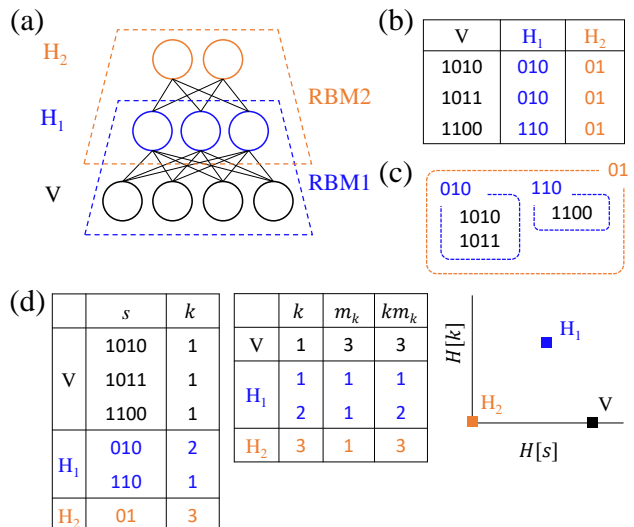 (a)
H₂
RBM2
H₁
RBM1
V
(b)
V H₁ H₂
1010 010 01
1011 010 01
1100 110 01
(c)
01
010 110
1010 1100
1011
(d)
s k
V
1010 1
1011 1
1100 1
H₁
010 2
110 1
H₂ 01 3
k mₖ kmₖ
V 1 3 3
H₁
1 1 1
2 1 2
H₂ 3 1 3
H[k]
H₁
H₂
V
H[s]